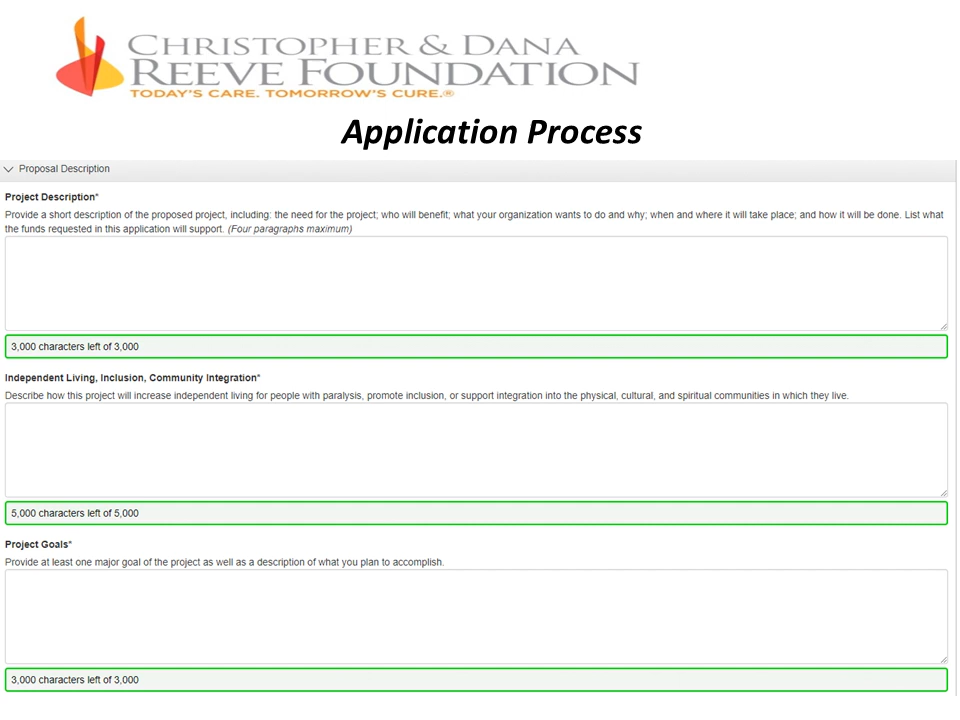 CHRISTOPHER & DANA
REEVE FOUNDATION
TODAY'S CARE. TOMORROW'S CURE.®
Application Process
Proposal Description
Project Description*
Provide a short description of the proposed project, including: the need for the project; who will benefit; what your organization wants to do and why; when and where it will take place; and how it will be done. List what
the funds requested in this application will support. (Four paragraphs maximum)
3,000 characters left of 3,000
Independent Living, Inclusion, Community Integration*
Describe how this project will increase independent living for people with paralysis, promote inclusion, or support integration into the physical, cultural, and spiritual communities in which they live.
5,000 characters left of 5,000
Project Goals*
Provide at least one major goal of the project as well as a description of what you plan to accomplish.
3,000 characters left of 3,000